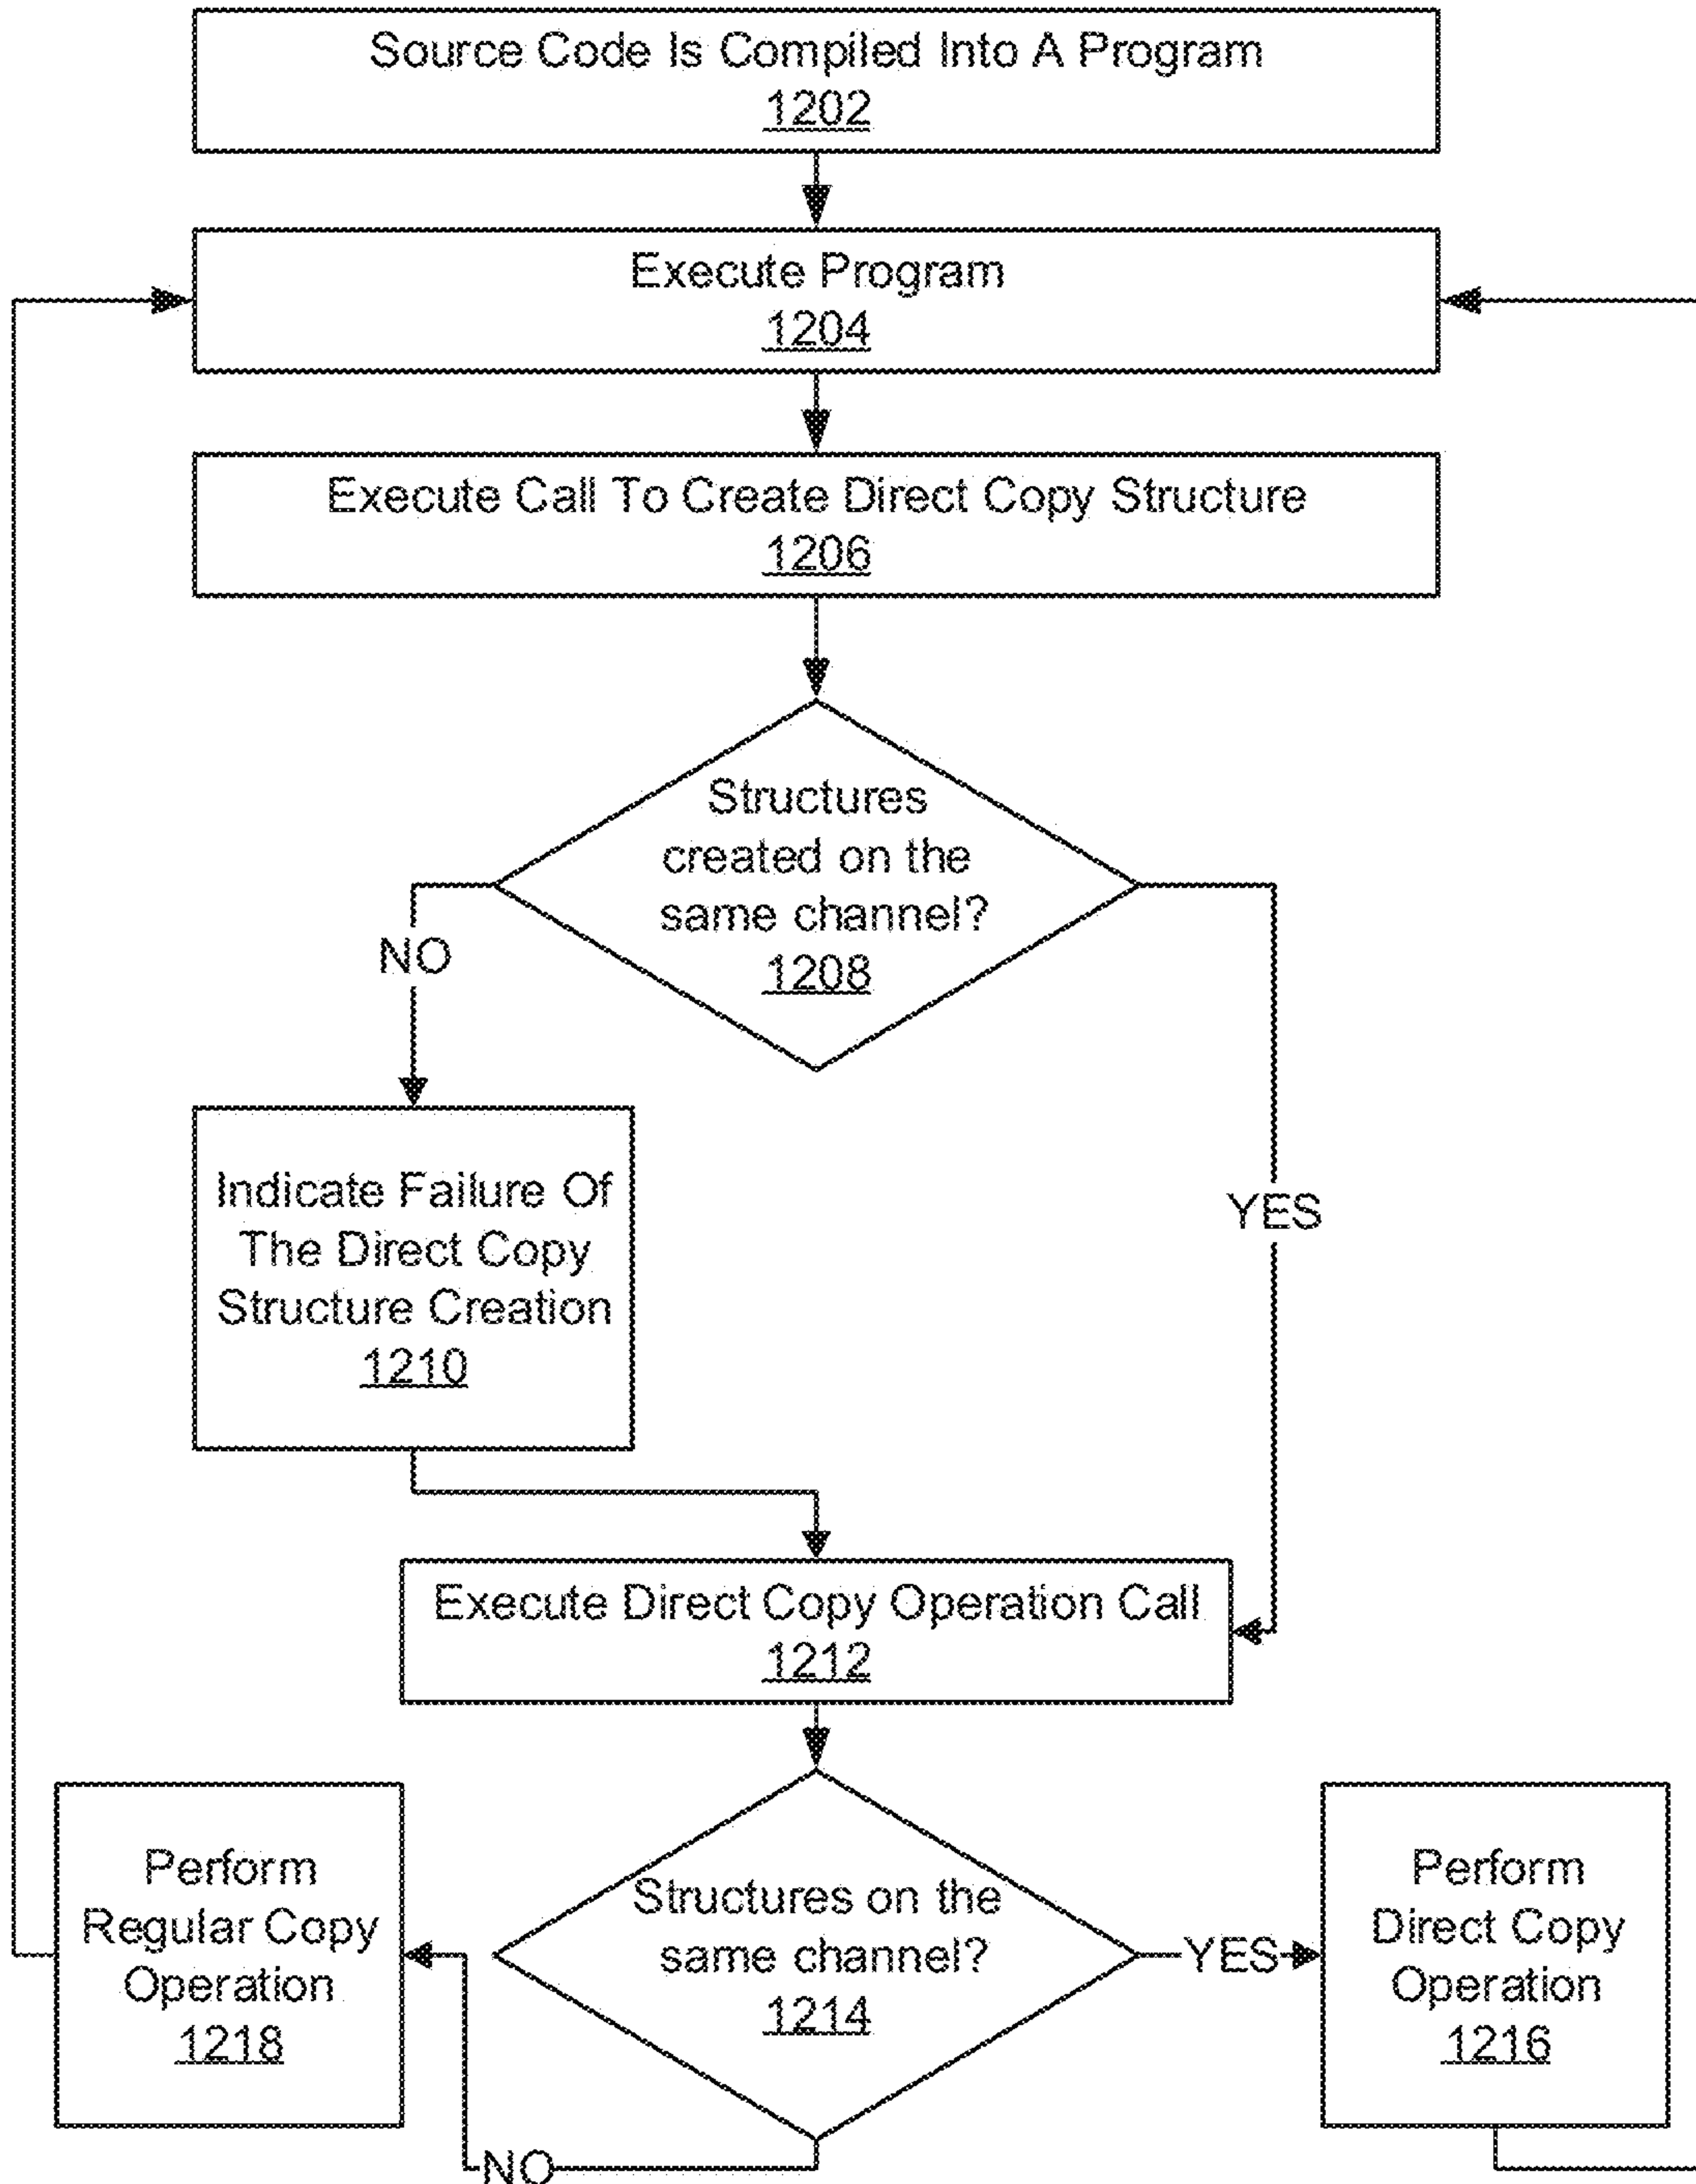 Source Code Is Compiled Into A Program
1202
Execute Program
1204
Execute Call To Create Direct Copy Structure
1206
Structures
created on the
same channel?
1208
NO
YES
Indicate Failure Of
The Direct Copy
Structure Creation
1210
Execute Direct Copy Operation Call
1212
Perform
Regular Copy
Operation
1218
Structures on the
same channel?
1214
YES
Perform
Direct Copy
Operation
1216
NO